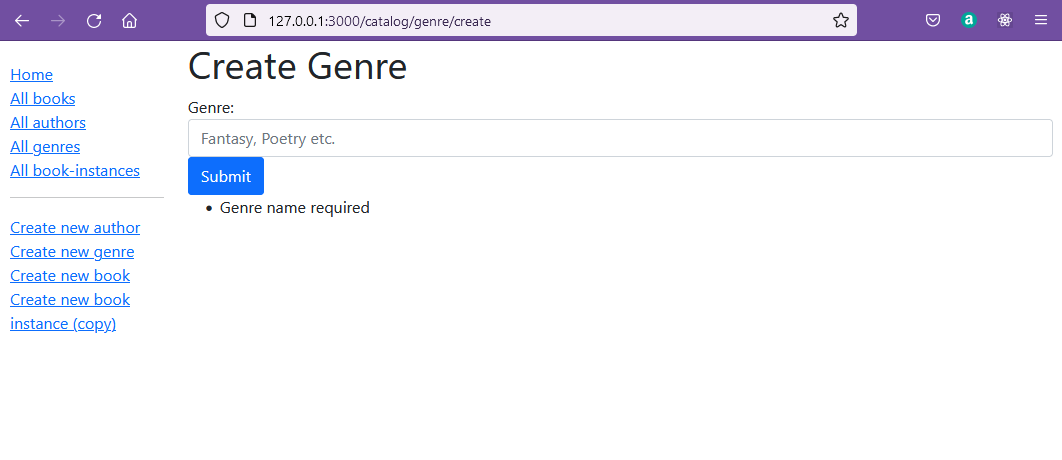 127.0.0.1:3000/catalog/genre/create
Home
All books
All authors
All genres
All book-instances
Create new author
Create new genre
Create new book
Create new book
instance (copy)
Create Genre
Genre:
Fantasy, Poetry etc.
Submit
• Genre name required